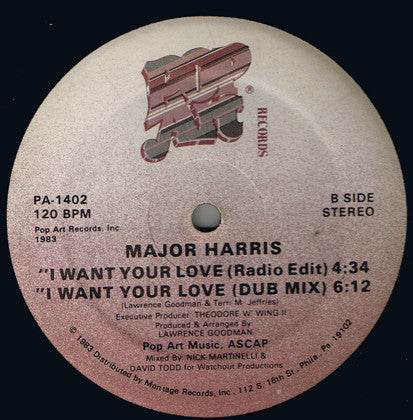 POP ART
®
RECORDS
PA-1402
120 BPM
Pop Art Records, Inc
1983
B SIDE
STEREO
MAJOR HARRIS
"I WANT YOUR LOVE (Radio Edit) 4:34
"I WANT YOUR LOVE (DUB MIX) 6:12
(Lawrence Goodman & Terri M. Jeffries)
Executive Producer THEODORE W. WING II
Produced & Arranged By
LAWRENCE GOODMAN
Pop Art Music, ASCAP
Mixed By: NICK MARTINELLI &
DAVID TODD for Watchout Productions
© 1983 Distributed by Montage Records, Inc. 112 S. 16th St., Phila. Pa. 19102